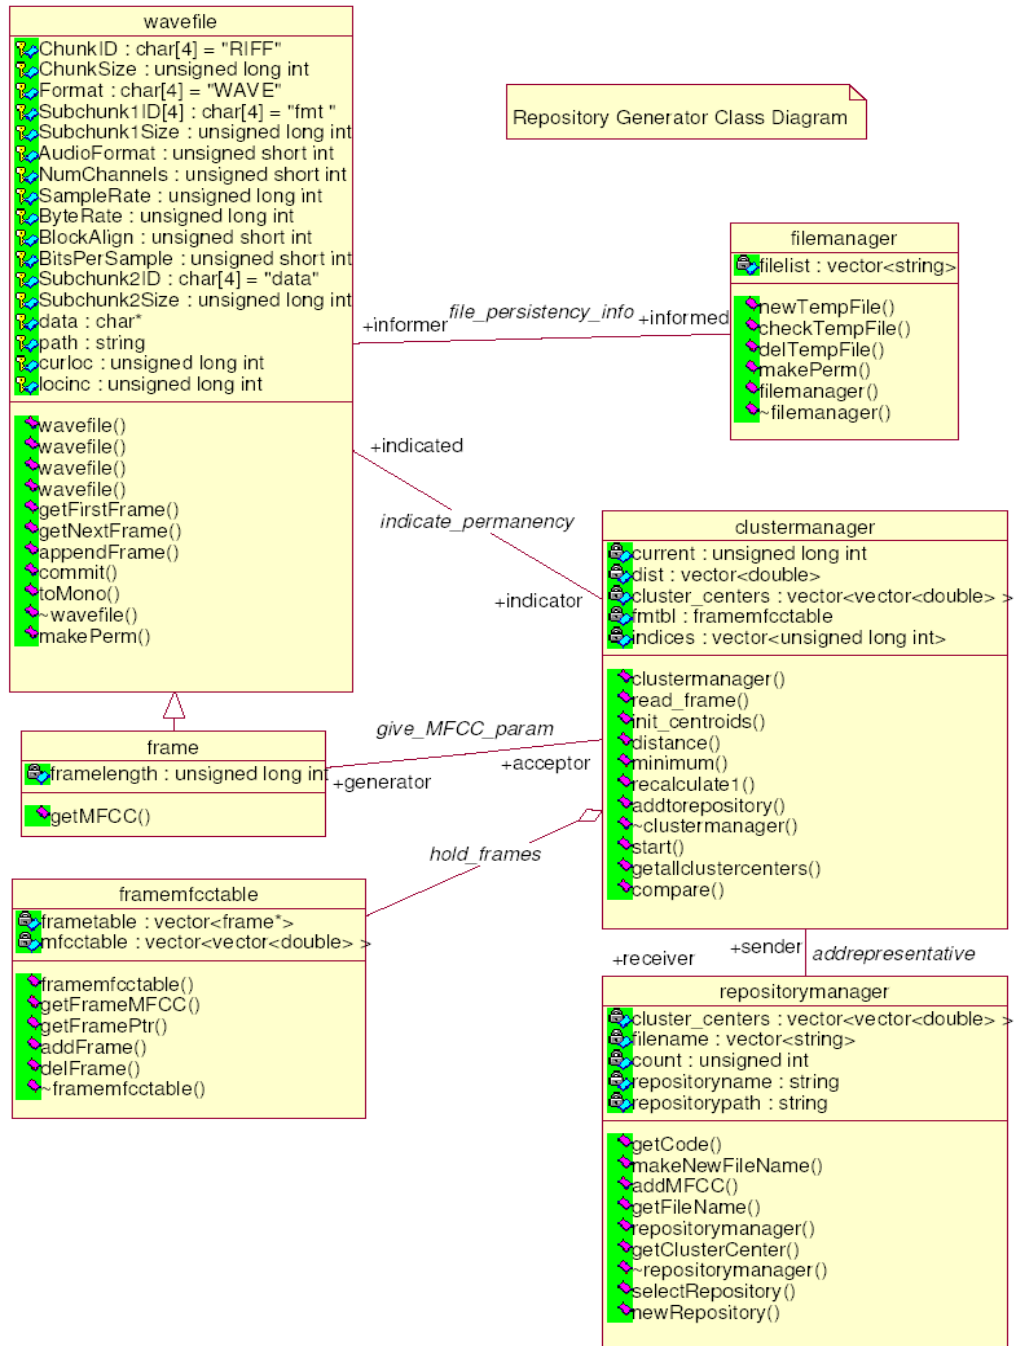 wavefile
ChunkID : char[4] = "RIFF"
ChunkSize : unsigned long int
Format : char[4] = "WAVE"
Subchunk1ID[4] : char[4] = "fmt "
Subchunk1Size : unsigned long int
AudioFormat : unsigned short int
NumChannels : unsigned short int
SampleRate : unsigned long int
ByteRate : unsigned long int
BlockAlign : unsigned short int
BitsPerSample : unsigned short int
Subchunk2ID : char[4] = "data"
Subchunk2Size : unsigned long int
data : char*
path : string
curloc : unsigned long int
locinc : unsigned long int
wavefile()
wavefile()
wavefile()
wavefile()
getFirstFrame()
getNextFrame()
appendFrame()
commit()
toMono()
~wavefile()
makePerm()
Repository Generator Class Diagram
filemanager
filelist : vector<string>
newTempFile()
checkTempFile()
delTempFile()
makePerm()
filemanager()
~filemanager()
+informer
file_persistency_info
+informed
+indicated
indicate_permanency
+indicator
clustermanager
current : unsigned long int
dist : vector<double>
cluster_centers : vector<vector<double> >
fmtbl : framemfcctable
indices : vector<unsigned long int>
clustermanager()
read_frame()
init_centroids()
distance()
minimum()
recalculate1()
addtorepository()
~clustermanager()
start()
getallclustercenters()
compare()
frame
framelength : unsigned long int
getMFCC()
give_MFCC_param
+acceptor
+generator
hold_frames
framemfcctable
frametable : vector<frame*>
mfcctable : vector<vector<double> >
framemfcctable()
getFrameMFCC()
getFramePtr()
addFrame()
delFrame()
~framemfcctable()
+receiver
+sender
addrepresentative
repositorymanager
cluster_centers : vector<vector<double> >
filename : vector<string>
count : unsigned int
repositoryname : string
repositorypath : string
getCode()
makeNewFileName()
addMFCC()
getFileName()
repositorymanager()
getClusterCenter()
~repositorymanager()
selectRepository()
newRepository()